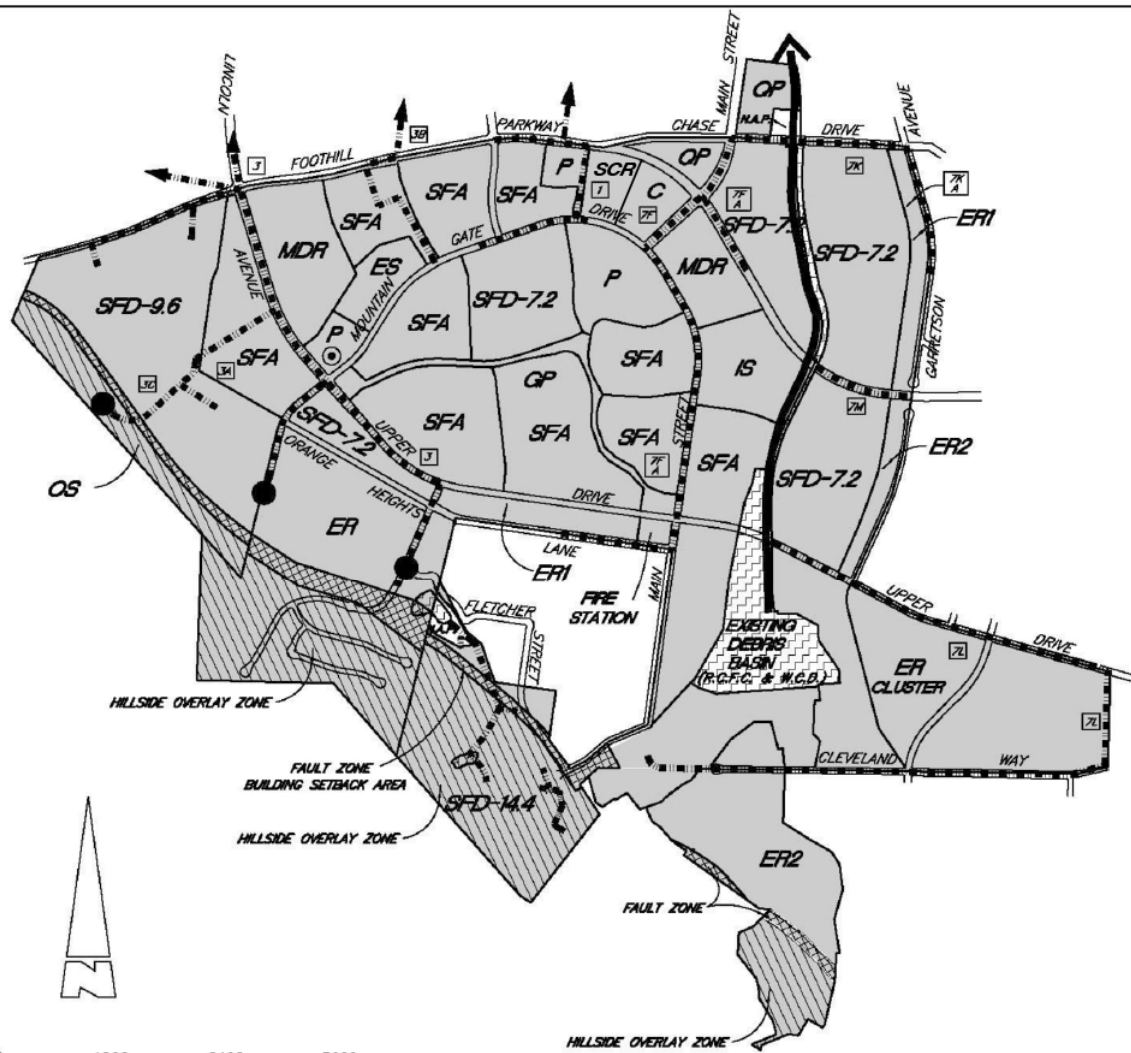 LINCOLN
MAIN STREET
QP
N.A.P.
AVENUE
PARKWAY
CHASE
DRIVE
3
3B
FOOTHILL
7K
P
SCR
QP
SFA
SFA
1
C
7F
7F
A
7K
A
ER1
SFD-7.2
MDR
SFA
GATE
DRIVE
SFD-7.2
AVENUE
ES
MDR
P
SFD-9.6
SFD-7.2
MOUNTAIN
GARRETSON
P
SFA
SFA
IS
SFA
3C
3A
GP
7M
SFD-7.2
SFA
SFA
SFA
STREET
UPPER
3
7F
A
SFA
ER2
SFD-7.2
OS
ORANGE
HEIGHTS
DRIVE
ER
LANE
ER1
MAIN
FIRE
STATION
FLETCHER
STREET
UPPER
DRIVE
EXISTING
DEBRIS
BASIN
(R.C.F.C. & W.C.D.)
ER
CLUSTER
7L
7L
HILLSIDE OVERLAY ZONE
CLEVELAND
WAY
FAULT ZONE
BUILDING SETBACK AREA
SFD-14.4
HILLSIDE OVERLAY ZONE
ER2
FAULT ZONE
N
HILLSIDE OVERLAY ZONE